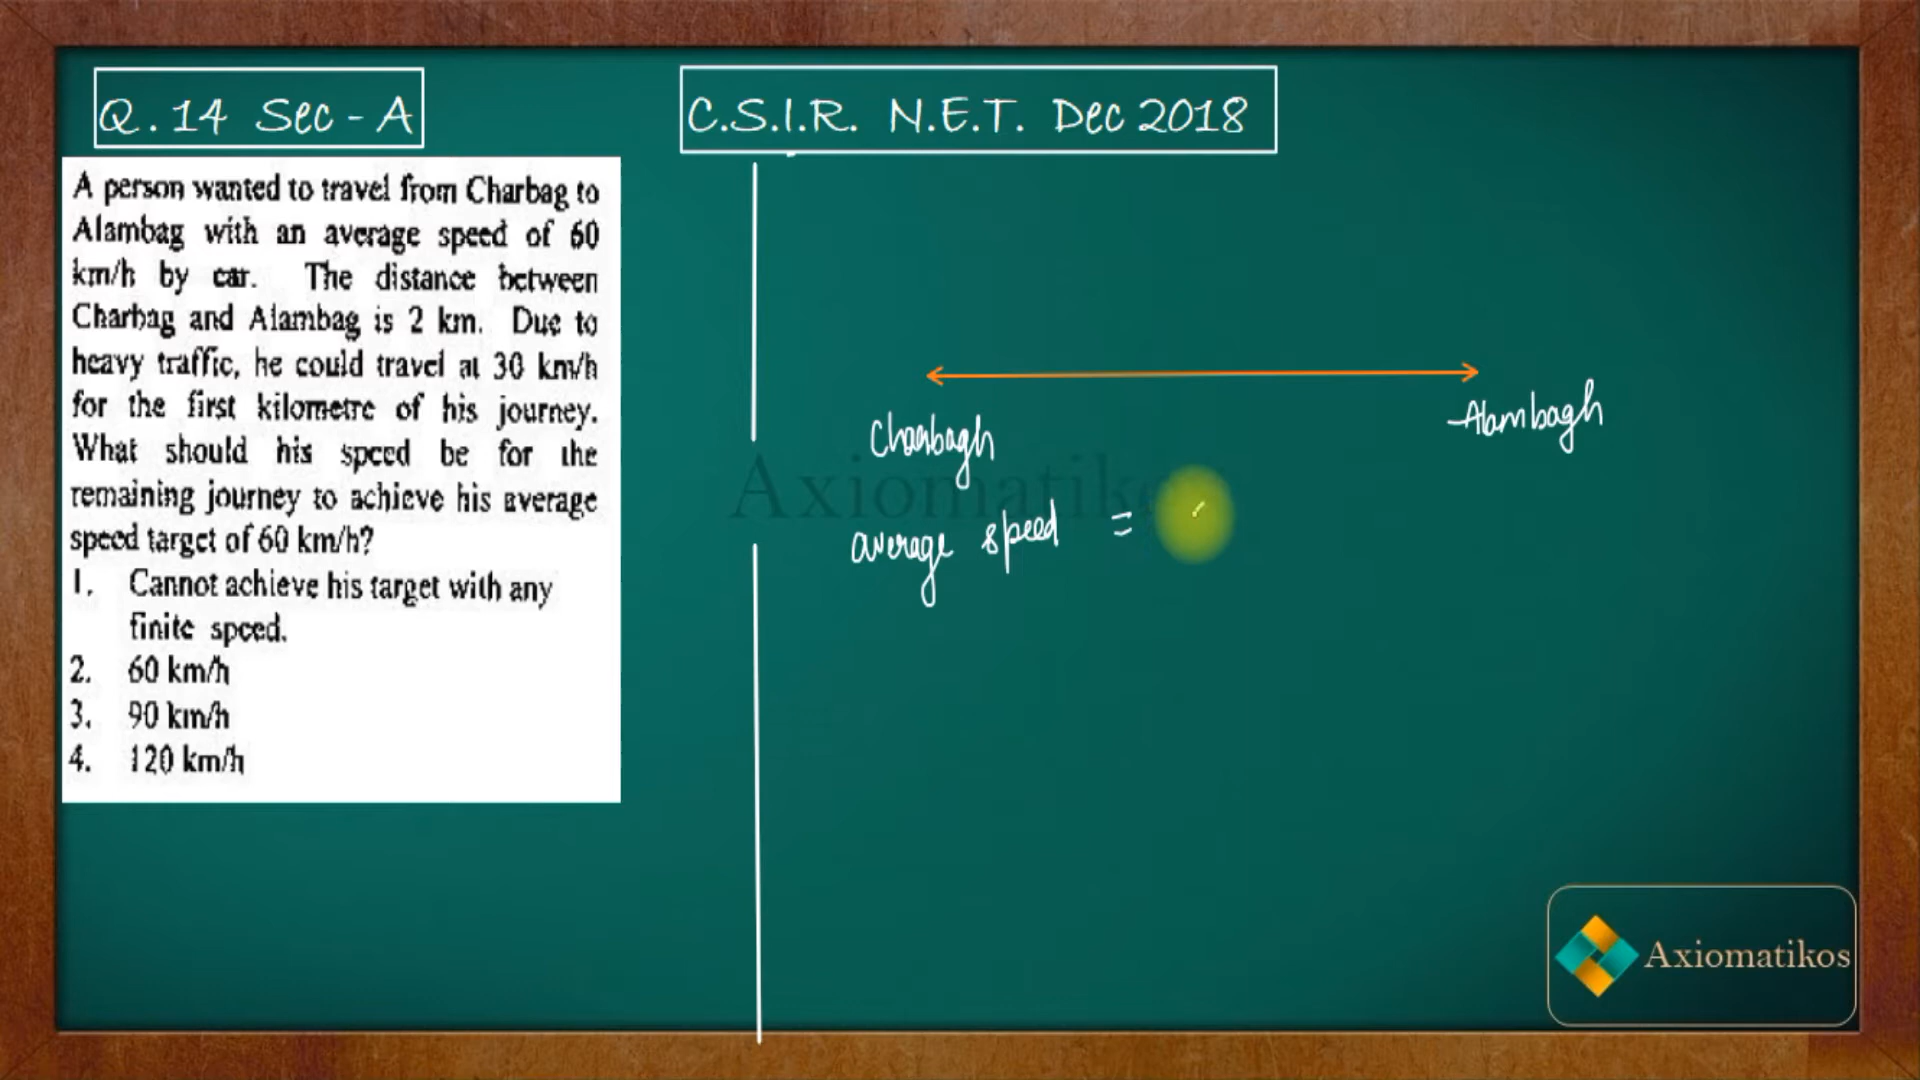 Q. 14 Sec - A
C.S.I.R. N.E.T. Dec 2018
A person wanted to travel from Charbag to
Alambag with an average speed of 60
km/h by car. The distance between
Charbag and Alambag is 2 km. Due to
heavy traffic, he could travel at 30 km/h
for the first kilometre of his journey.
What should his speed be for the
remaining journey to achieve his average
speed target of 60 km/h?
1. Cannot achieve his target with any
finite speed.
2. 60 km/h
3. 90 km/h
4. 120 km/h
Charbagh
Alambagh
Axiomatikos
average speed =
Axiomatikos